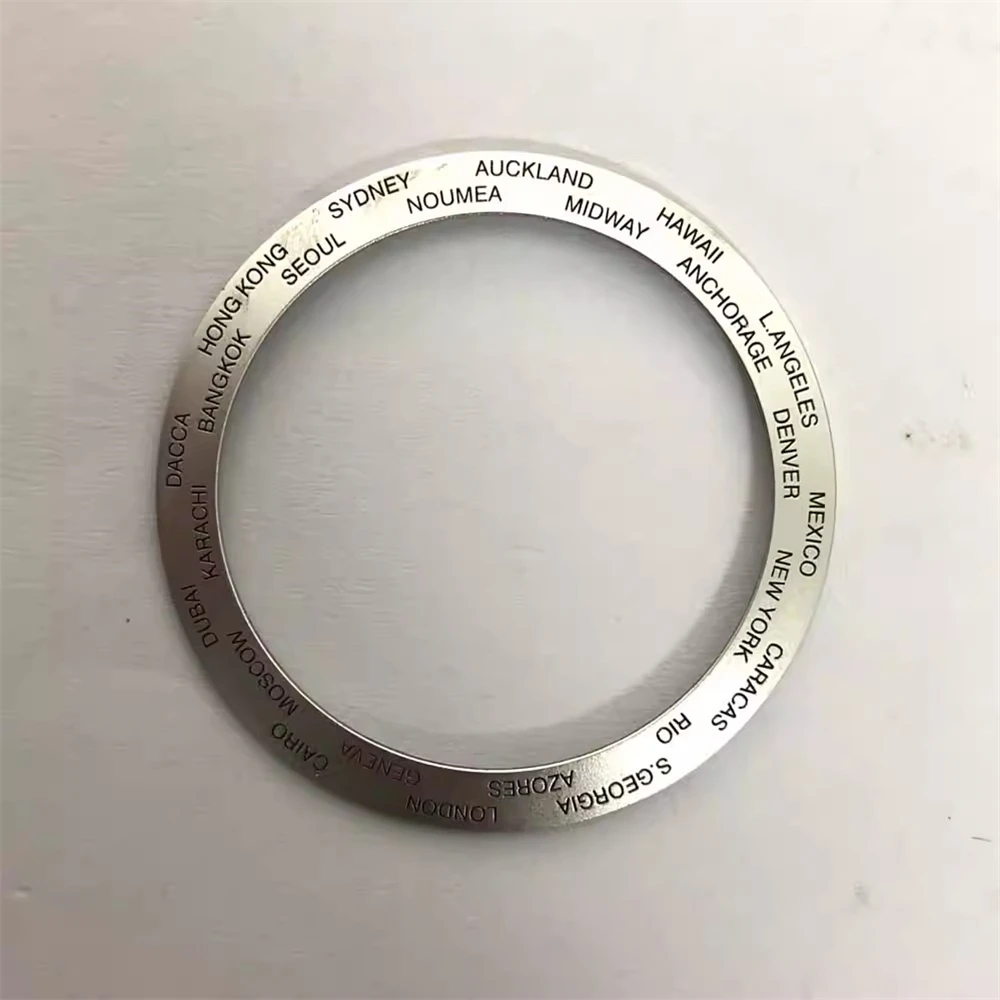 AUCKLAND
MIDWAY
HAWAII
ANCHORAGE
L.ANGELES
DENVER
MEXICO
NEW YORK
CARACAS
RIO
S.GEORGIA
AZORES
LONDON
GENEVA
CAIRO
MOSCOW
DUBAI
KARACHI
DACCA
BANGKOK
HONG KONG
SEOUL
SYDNEY
NOUMEA